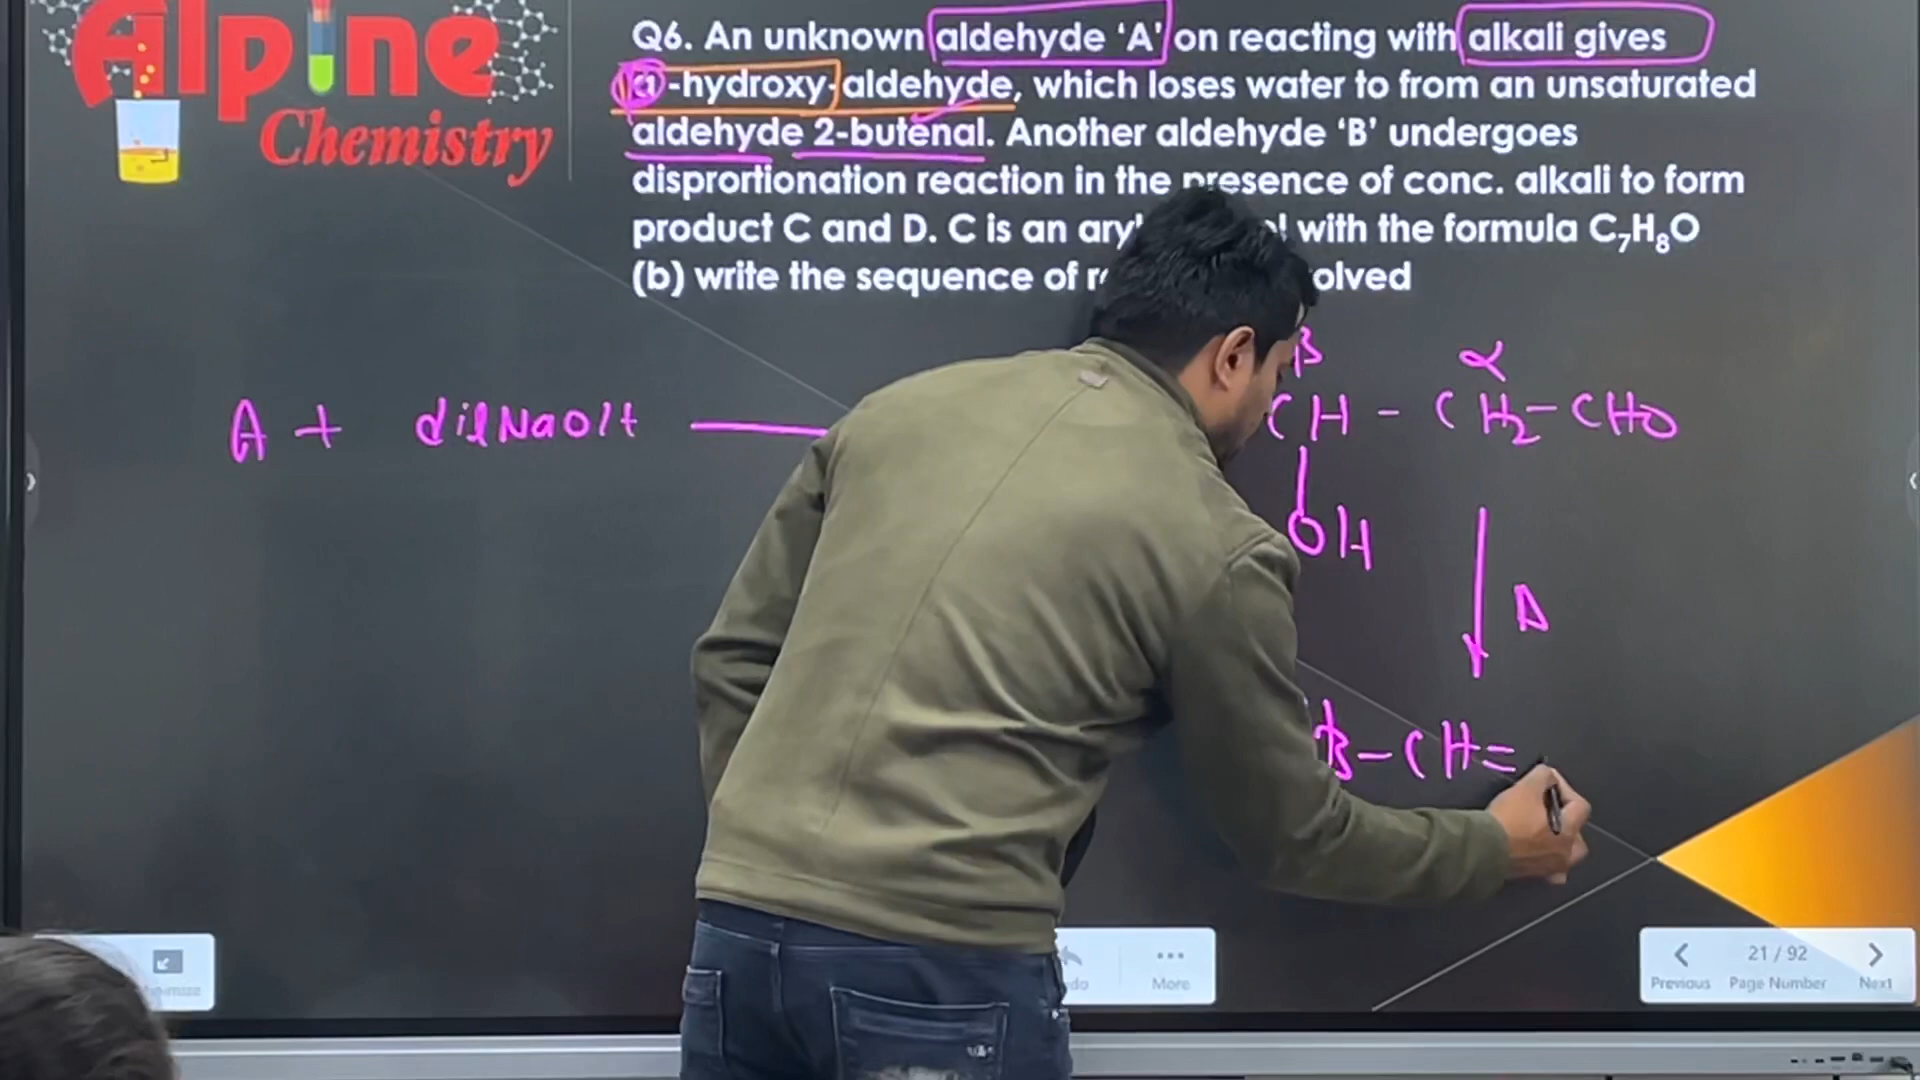 Alpine
Chemistry
Q6. An unknown aldehyde ‘A’ on reacting with alkali gives
a-hydroxy-aldehyde, which loses water to from an unsaturated
aldehyde 2-butenal. Another aldehyde ‘B’ undergoes
disprortionation reaction in the presence of conc. alkali to form
product C and D. C is an with the formula C₇H₈O
(b) write the sequence of
β α
A + dil NaOH CH - CH₂ - CHO
OH
Δ
- CH =
More
21 / 92
Previous Page Number Next